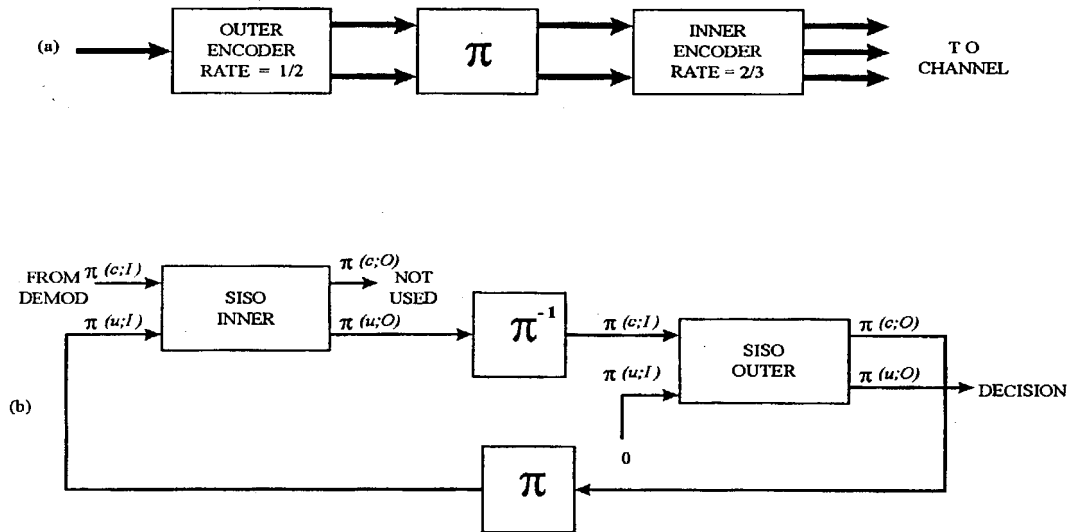 (a)
OUTER
ENCODER
RATE = 1/2
π
INNER
ENCODER
RATE = 2/3
T O
CHANNEL
FROM
DEMOD
π (c;I)
π (u;I)
SISO
INNER
π (c;O)
NOT
USED
π (u;O)
π⁻¹
π (c;I)
π (u;I)
0
SISO
OUTER
π (c;O)
π (u;O)
DECISION
(b)
π